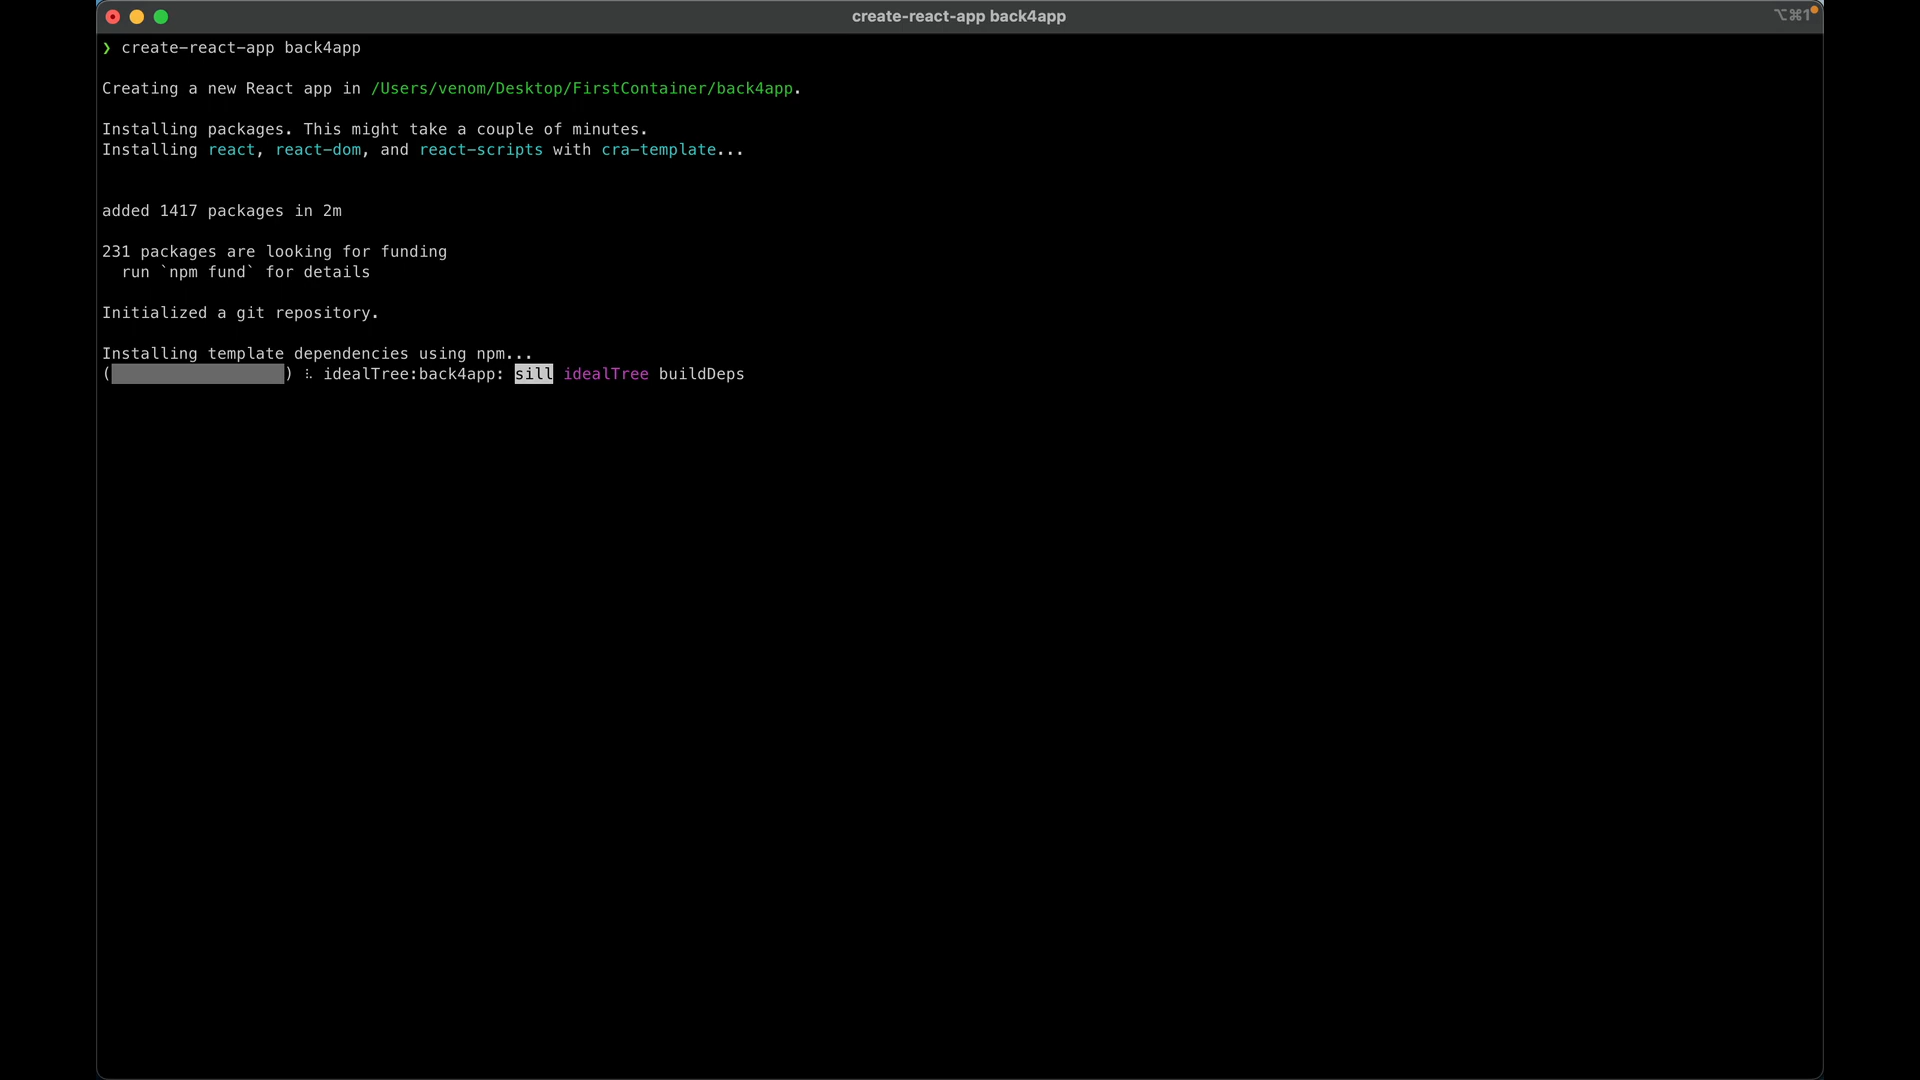 create-react-app back4app
⌥⌘1
❯ create-react-app back4app
Creating a new React app in /Users/venom/Desktop/FirstContainer/back4app.
Installing packages. This might take a couple of minutes.
Installing react, react-dom, and react-scripts with cra-template...
added 1417 packages in 2m
231 packages are looking for funding
run `npm fund` for details
Initialized a git repository.
Installing template dependencies using npm...
( ) ⠧ idealTree:back4app: sill idealTree buildDeps